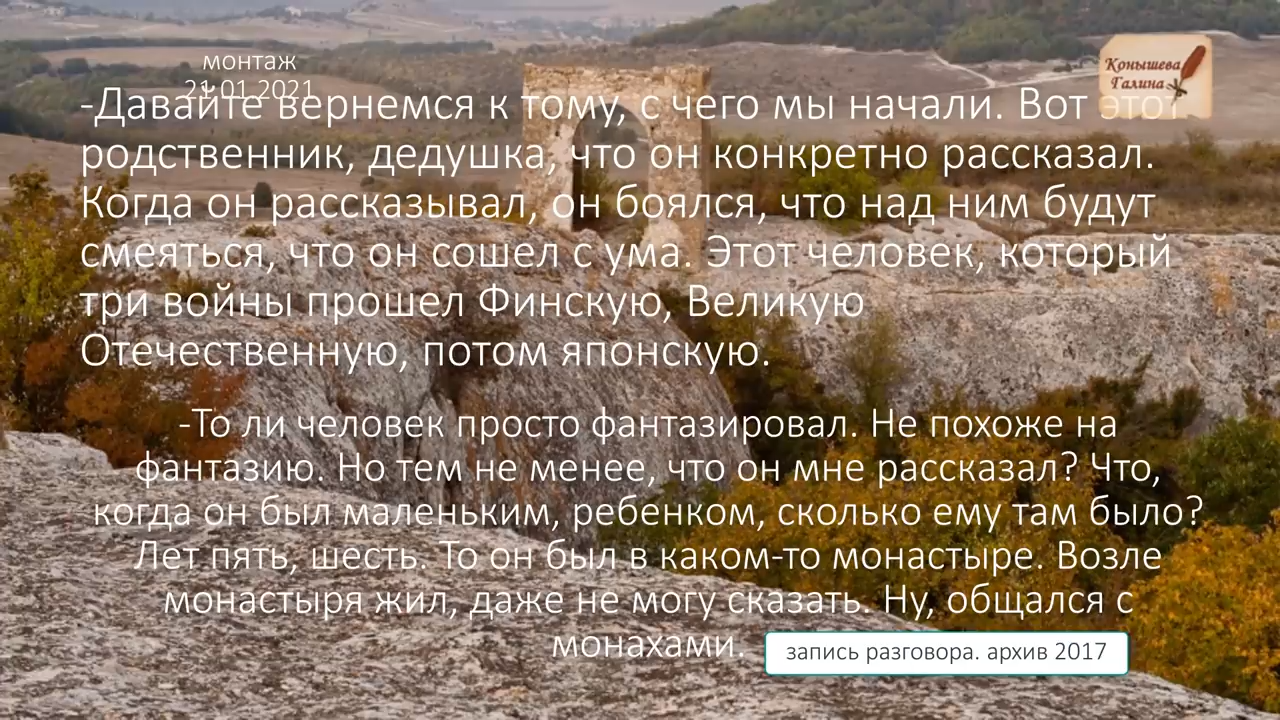 монтаж
21.01.2021
Конышева
Галина
-Давайте вернемся к тому, с чего мы начали. Вот этот
родственник, дедушка, что он конкретно рассказал.
Когда он рассказывал, он боялся, что над ним будут
смеяться, что он сошел с ума. Этот человек, который
три войны прошел Финскую, Великую
Отечественную, потом японскую.
-То ли человек просто фантазировал. Не похоже на
фантазию. Но тем не менее, что он мне рассказал? Что,
когда он был маленьким, ребенком, сколько ему там было?
Лет пять, шесть. То он был в каком-то монастыре. Возле
монастыря жил, даже не могу сказать. Ну, общался с
монахами.
запись разговора. архив 2017